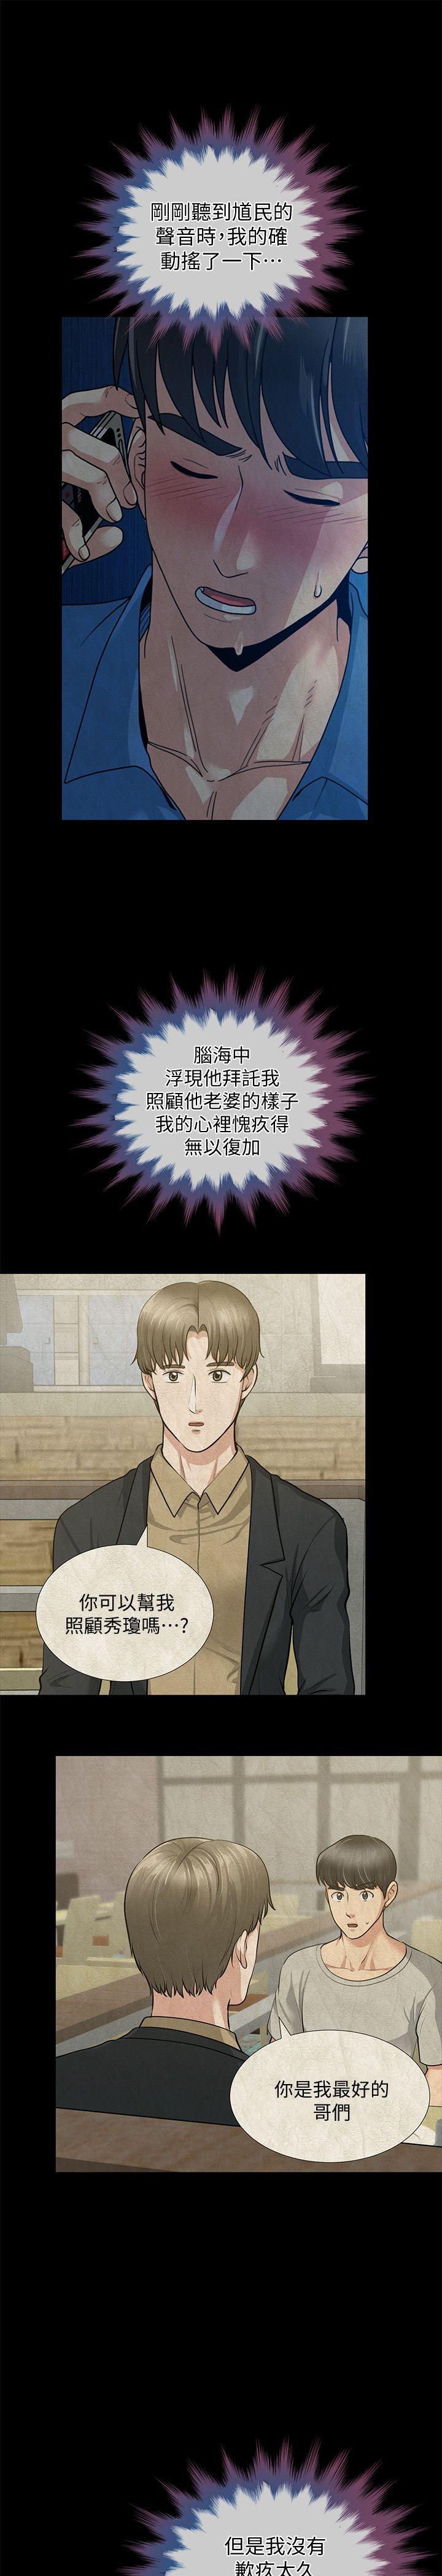 剛剛聽到馗民的
聲音時，我的確
動搖了一下⋯
腦海中
浮現他拜託我
照顧他老婆的樣子
我的心裡愧疚得
無以復加
你可以幫我
照顧秀瓊嗎⋯?
你是我最好的
哥們
但是我沒有
歉疚太久